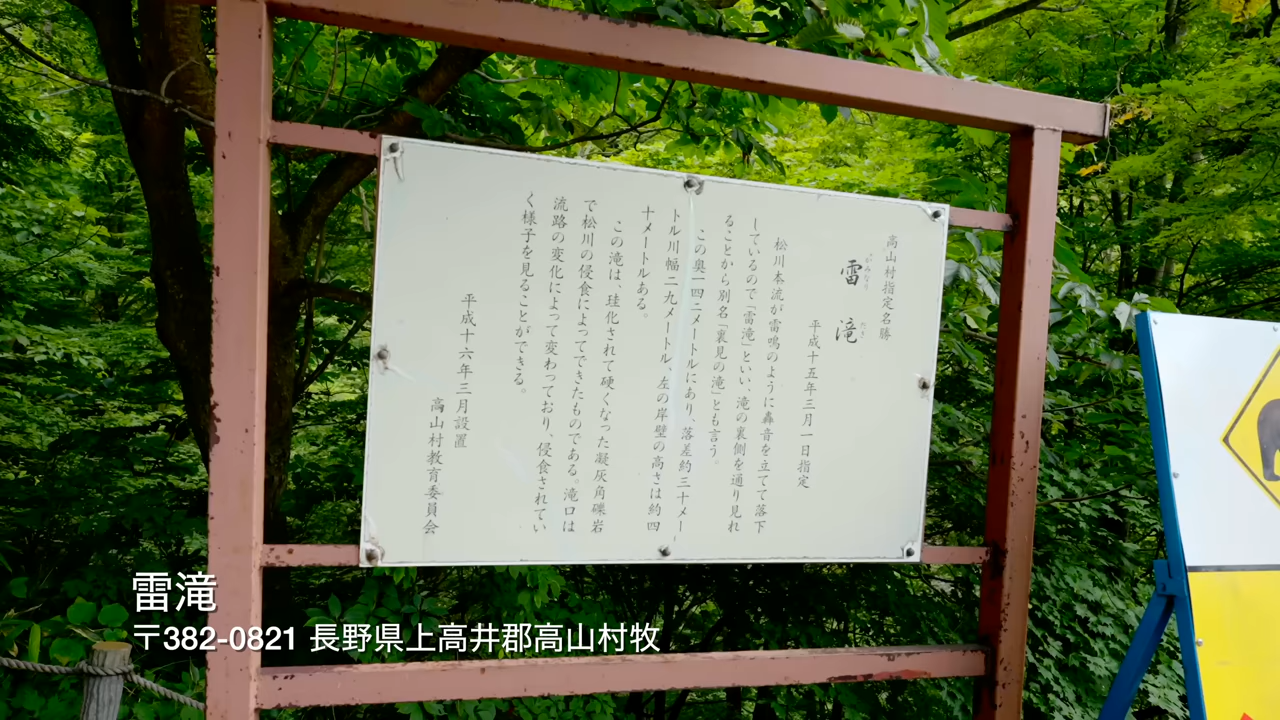 高山村指定名勝
雷滝
かみなり
たき
平成十五年三月一日指定
松川本流が雷鳴のように轟音を立てて落下
しているので「雷滝」といい、滝の裏側を通り見れ
ることから別名「裏見の滝」とも言う。
この奥一四二メートルにあり、落差約三十メー
トル川幅二九メートル、左の岸壁の高さは約四
十メートルある。
この滝は、珪化されて硬くなった凝灰角礫岩
で松川の侵食によってできたものである。滝口は
流路の変化によって変わっており、侵食されてい
く様子を見ることができる。
平成十六年三月設置
高山村教育委員会
雷滝
〒382-0821 長野県上高井郡高山村牧